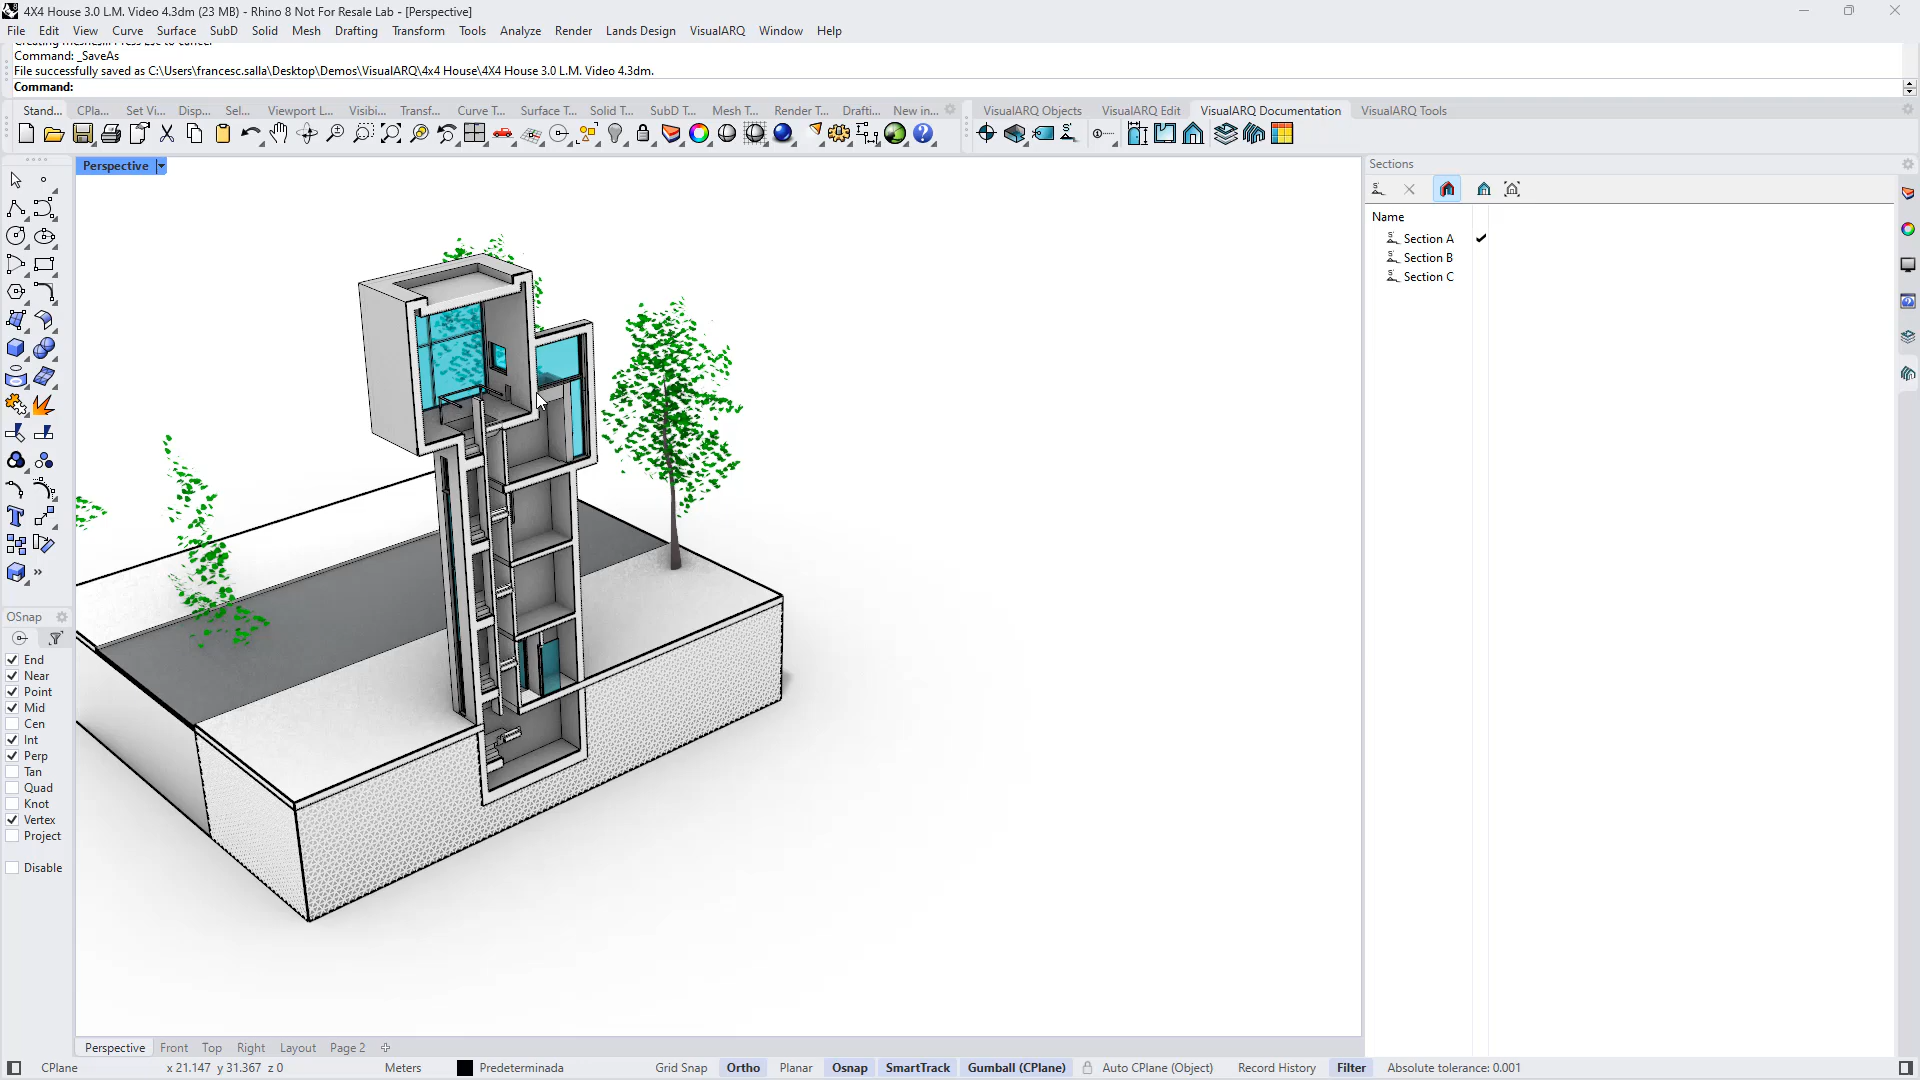 4X4 House 3.0 L.M. Video 4.3dm (23 MB) - Rhino 8 Not For Resale Lab - [Perspective]
File Edit View Curve Surface SubD Solid Mesh Drafting Transform Tools Analyze Render Lands Design VisualARQ Window Help
Command: _SaveAs
File successfully saved as C:\Users\francesc.salla\Desktop\Demos\VisualARQ\4x4 House\4X4 House 3.0 L.M. Video 4.3dm.
Command:
Stand... CPla... Set Vi... Disp... Sel... Viewport L... Visibi... Transf... Curve T... Surface T... Solid T... SubD T... Mesh T... Render T... Drafti... New in... VisualARQ Objects VisualARQ Edit VisualARQ Documentation VisualARQ Tools
Perspective
Sections
Name
Section A
Section B
Section C
OSnap
End
Near
Point
Mid
Cen
Int
Perp
Tan
Quad
Knot
Vertex
Project
Disable
Perspective Front Top Right Layout Page 2
CPlane x 21.147 y 31.367 z 0 Meters Predeterminada Grid Snap Ortho Planar Osnap SmartTrack Gumball (CPlane) Auto CPlane (Object) Record History Filter Absolute tolerance: 0.001